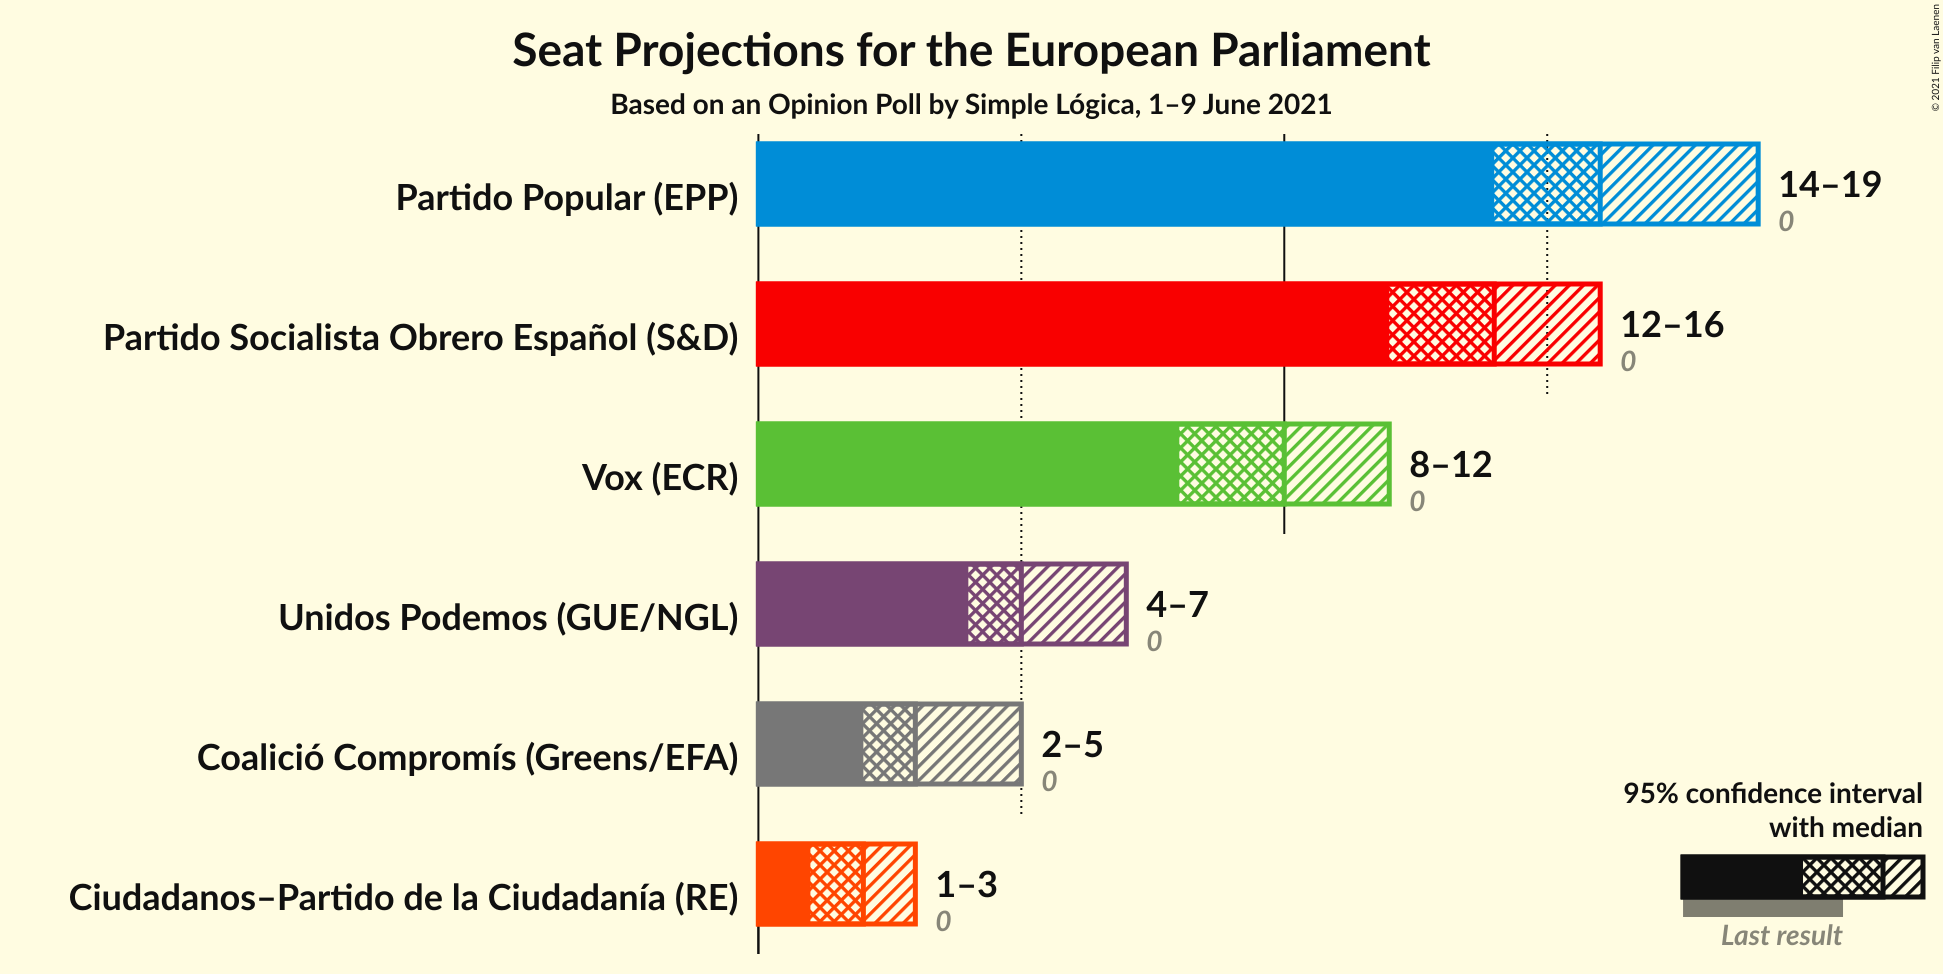 Seat Projections for the European Parliament
Based on an Opinion Poll by Simple Lógica, 1–9 June 2021
© 2021 Filip van Laenen
Partido Popular (EPP)
14–19
0
Partido Socialista Obrero Español (S&D)
12–16
0
Vox (ECR)
8–12
0
Unidos Podemos (GUE/NGL)
4–7
0
Coalició Compromís (Greens/EFA)
2–5
0
Ciudadanos–Partido de la Ciudadanía (RE)
1–3
0
95% confidence interval
with median
Last result